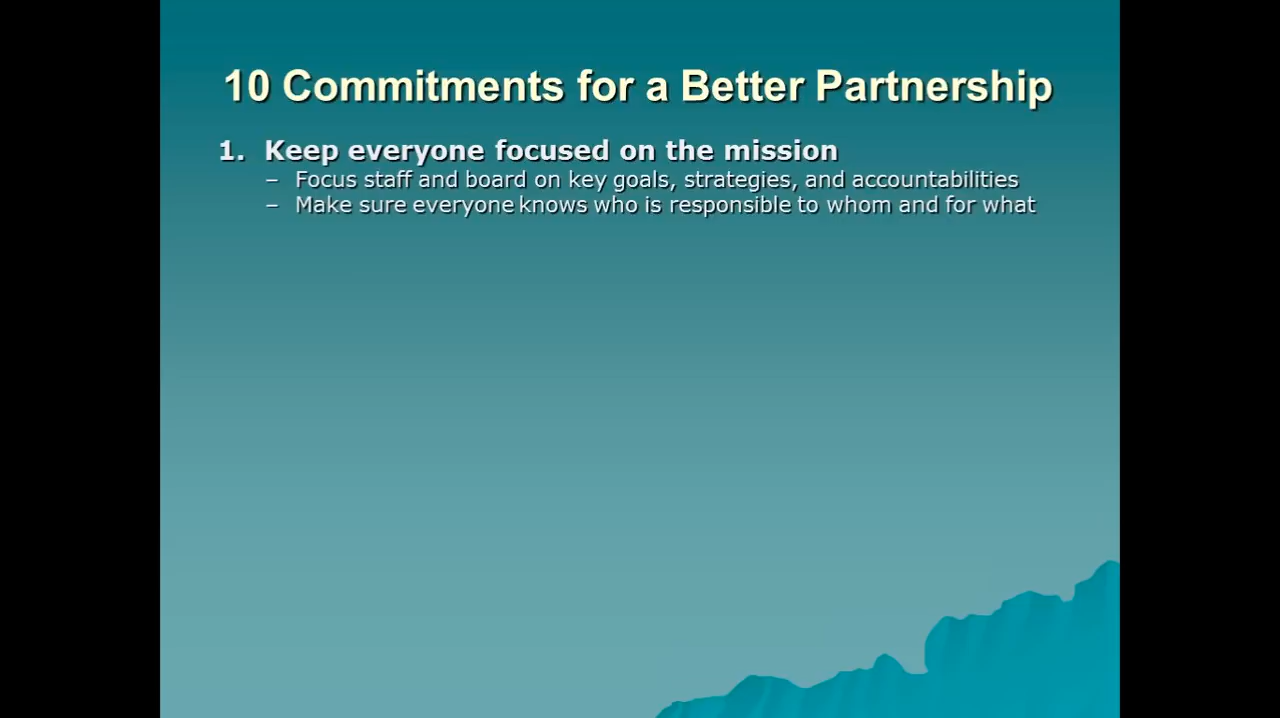 10 Commitments for a Better Partnership
1. Keep everyone focused on the mission
– Focus staff and board on key goals, strategies, and accountabilities
– Make sure everyone knows who is responsible to whom and for what